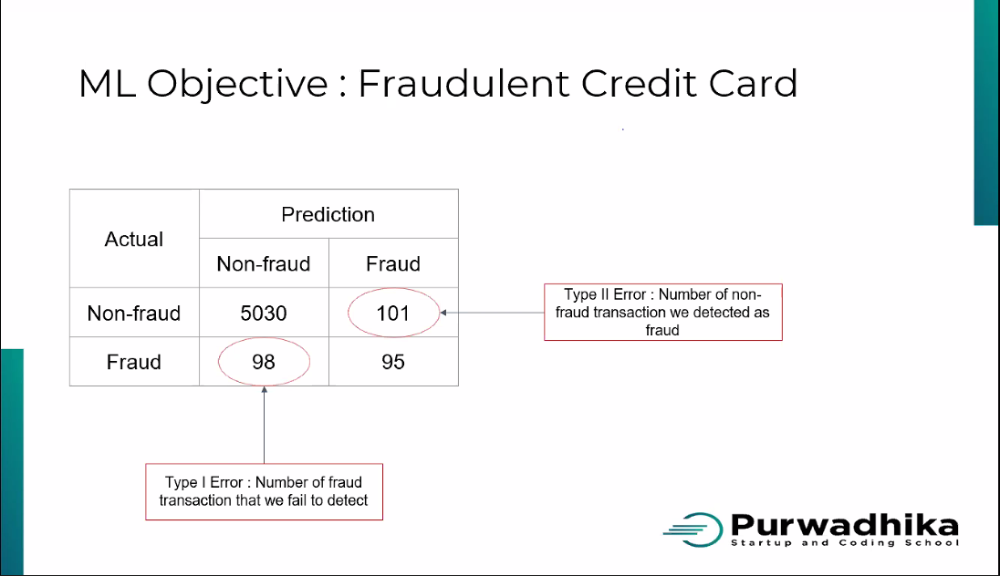 ML Objective : Fraudulent Credit Card
Actual
Prediction
Non-fraud
Fraud
Non-fraud
5030
101
Fraud
98
95
Type II Error : Number of non-
fraud transaction we detected as
fraud
Type I Error : Number of fraud
transaction that we fail to detect
Purwadhika
Startup and Coding School